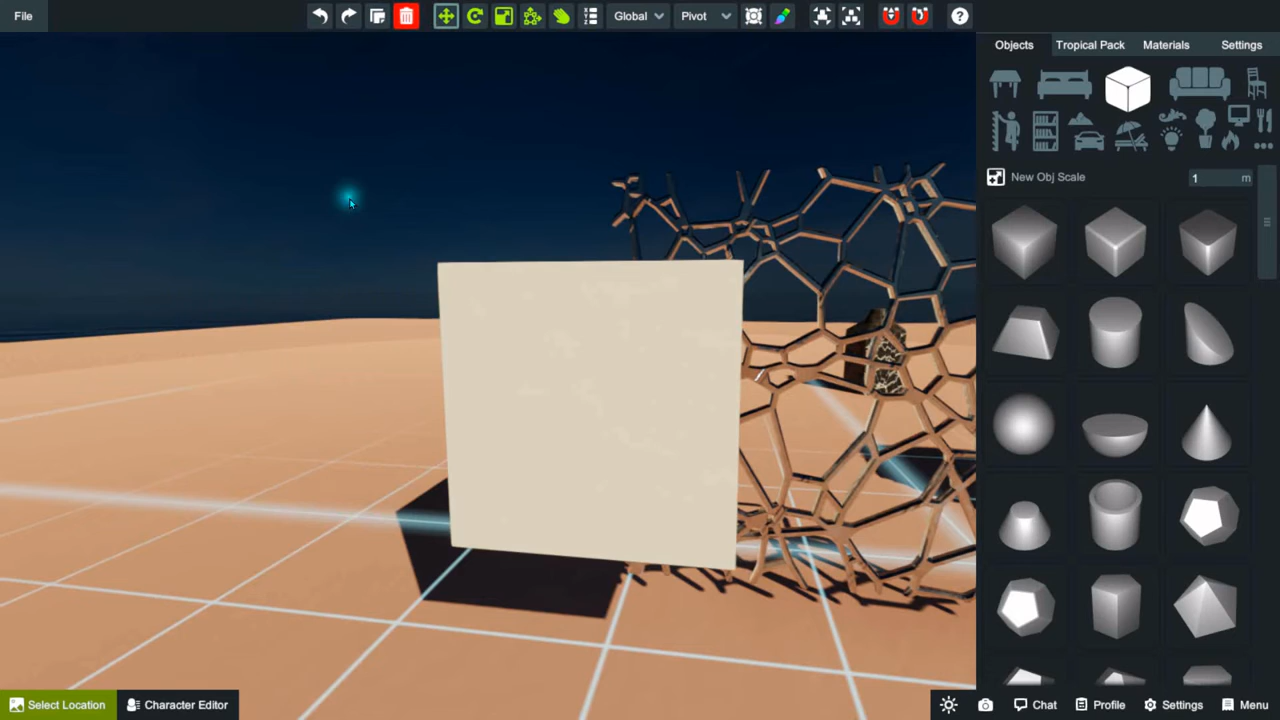 File
Global
Pivot
?
Objects
Tropical Pack
Materials
Settings
New Obj Scale
1
m
Select Location
Character Editor
Chat
Profile
Settings
Menu